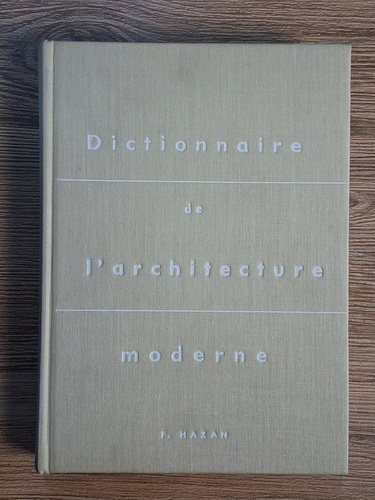 Dictionnaire
de
l'architecture
moderne
F. HAZAN